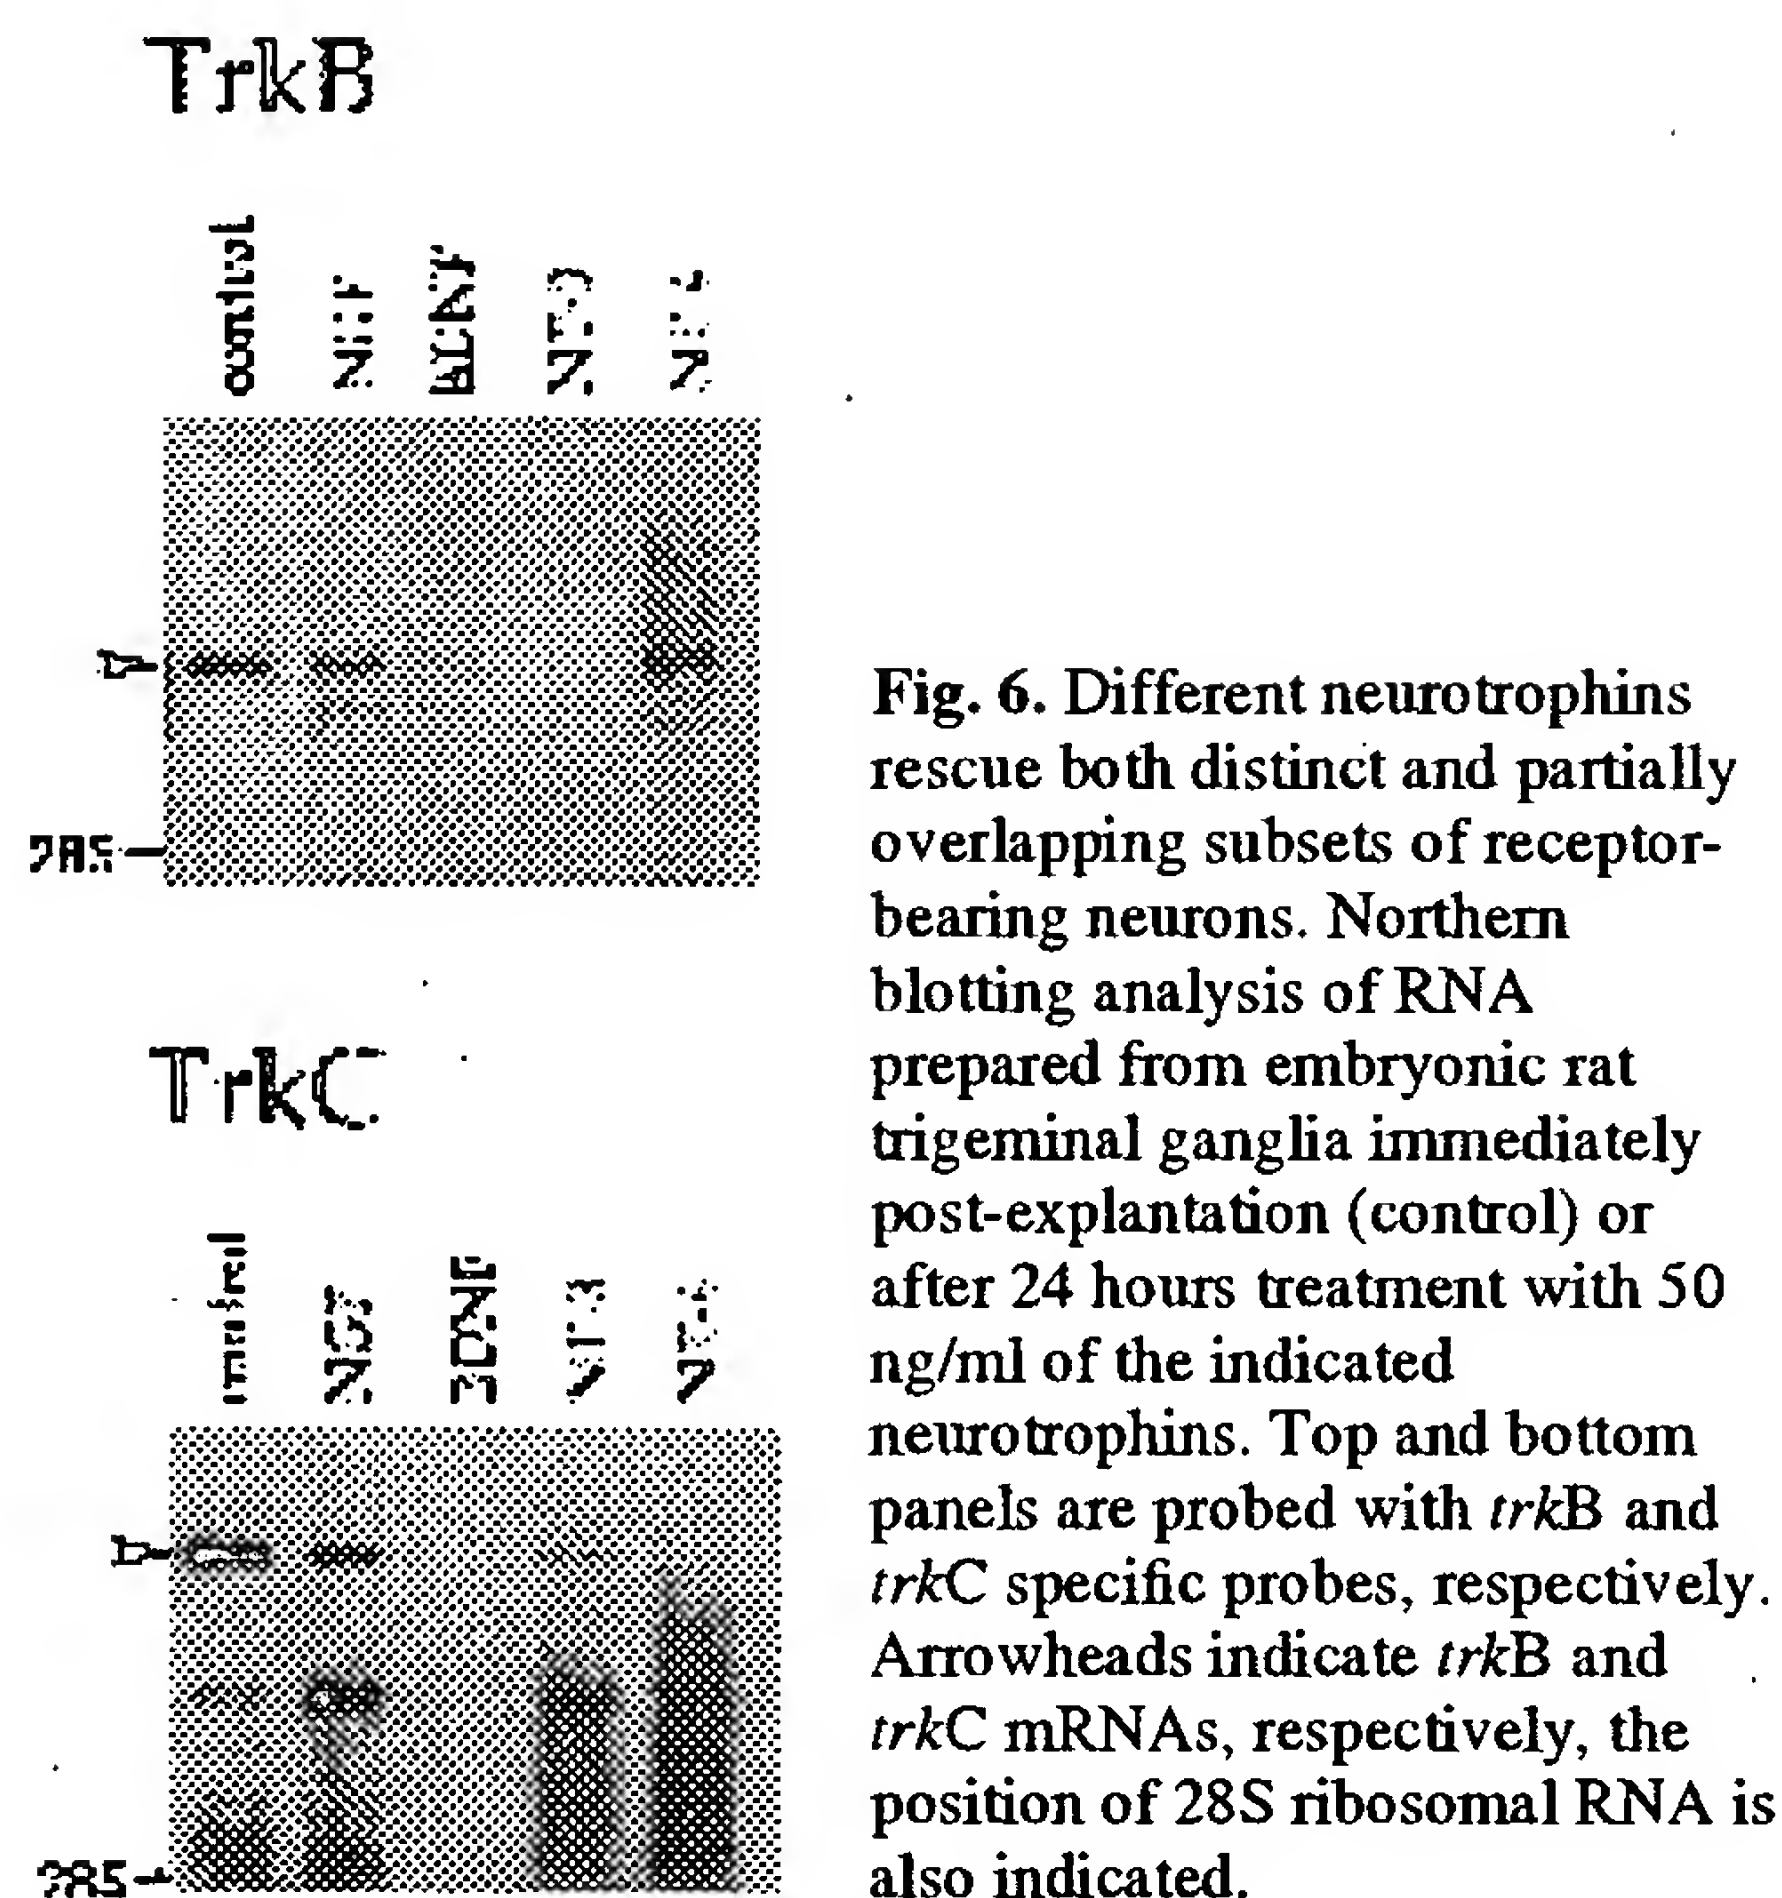 TrkB
control
NGF
BDNF
NT-3
28S
TrkC
control
NGF
BDNF
NT-3
NT-4
28S
Fig. 6. Different neurotrophins
rescue both distinct and partially
overlapping subsets of receptor-
bearing neurons. Northern
blotting analysis of RNA
prepared from embryonic rat
trigeminal ganglia immediately
post-explantation (control) or
after 24 hours treatment with 50
ng/ml of the indicated
neurotrophins. Top and bottom
panels are probed with trkB and
trkC specific probes, respectively.
Arrowheads indicate trkB and
trkC mRNAs, respectively, the
position of 28S ribosomal RNA is
also indicated.